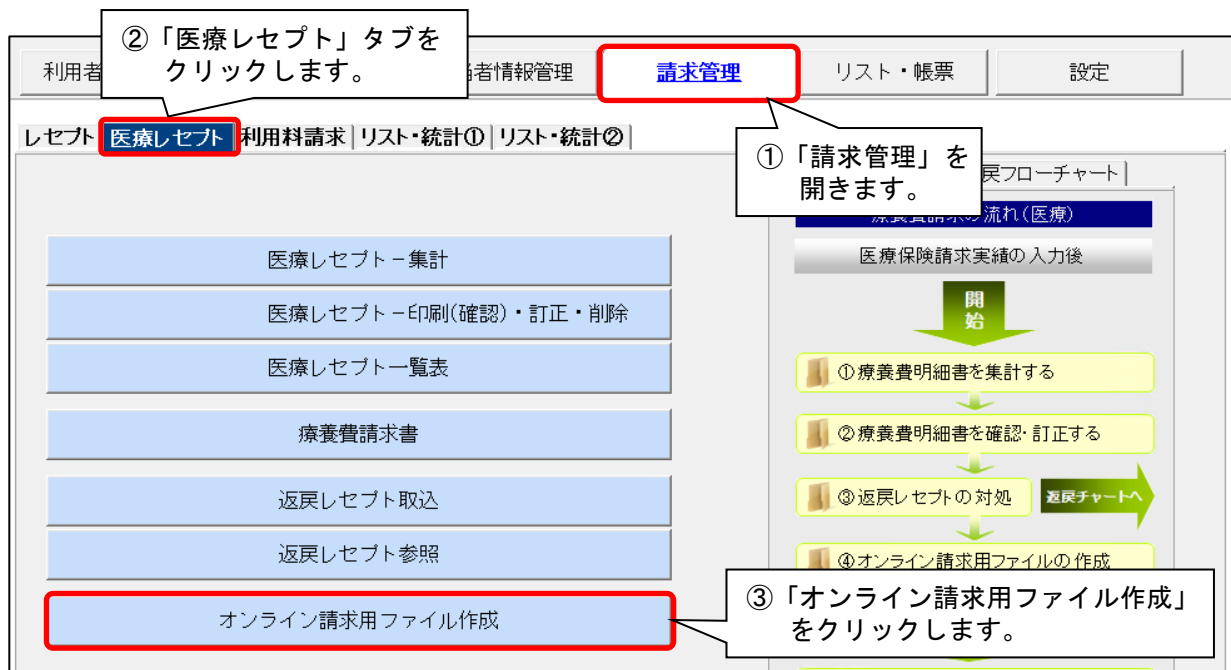 ②「医療レセプト」タブを
クリックします。
利用者
者情報管理
請求管理
リスト・帳票
設定
レセプト
医療レセプト
利用料請求
リスト・統計①
リスト・統計②
①「請求管理」を
開きます。
戻フローチャート
流れ(医療)
医療保険請求実績の入力後
開
始
医療レセプト－集計
医療レセプト－印刷(確認)・訂正・削除
医療レセプト一覧表
療養費請求書
返戻レセプト取込
返戻レセプト参照
オンライン請求用ファイル作成
①療養費明細書を集計する
②療養費明細書を確認・訂正する
③返戻レセプトの対処
返戻チャートへ
④オンライン請求用ファイルの作成
③「オンライン請求用ファイル作成」
をクリックします。